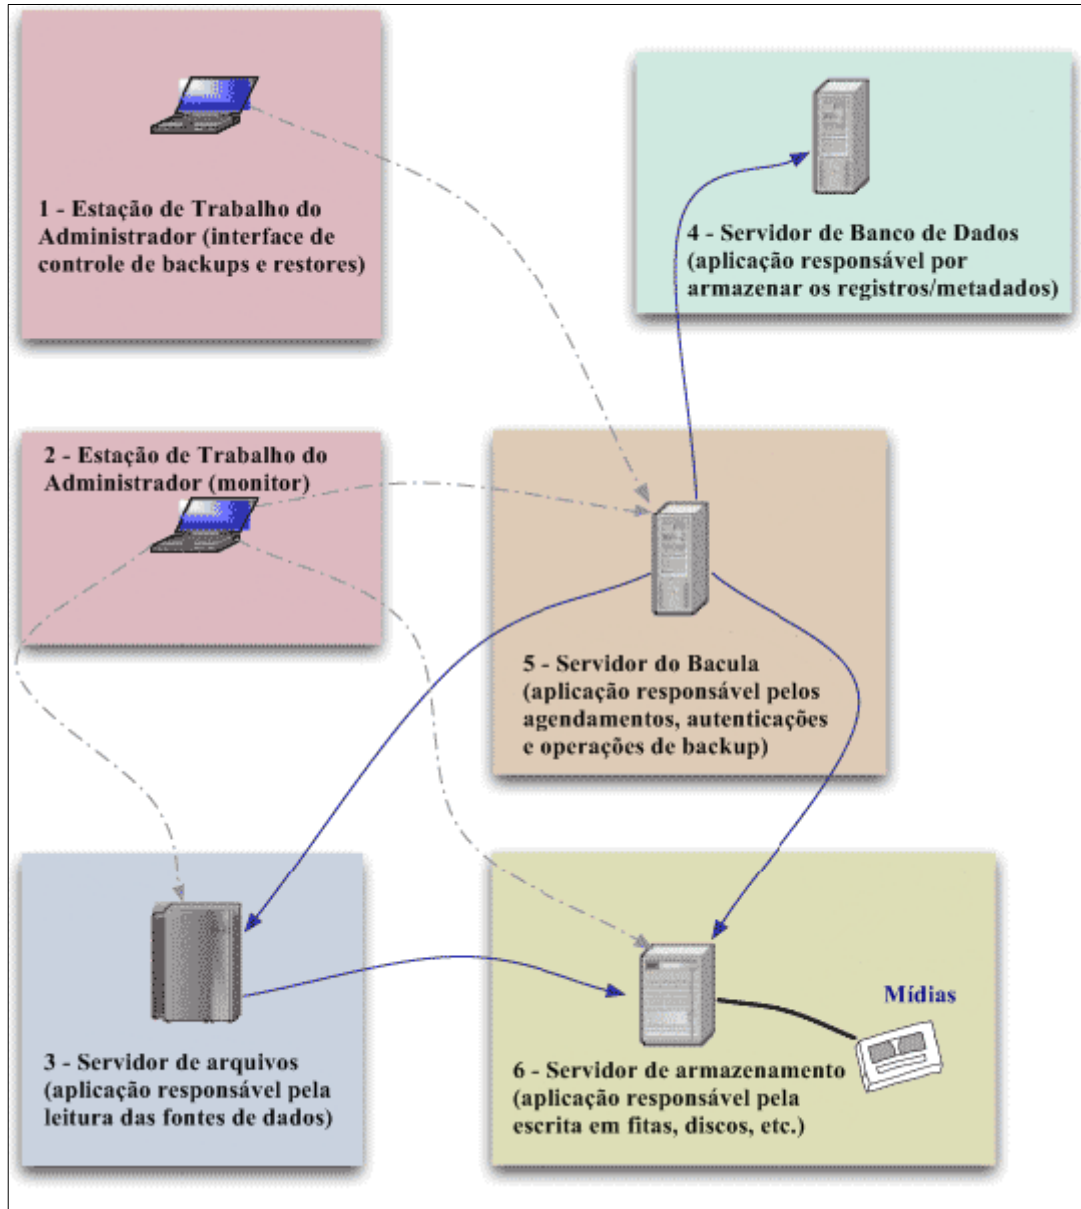 1 - Estação de Trabalho do
Administrador (interface de
controle de backups e restores)
4 - Servidor de Banco de Dados
(aplicação responsável por
armazenar os registros/metadados)
2 - Estação de Trabalho do
Administrador (monitor)
5 - Servidor do Bacula
(aplicação responsável pelos
agendamentos, autenticações
e operações de backup)
3 - Servidor de arquivos
(aplicação responsável pela
leitura das fontes de dados)
Mídias
6 - Servidor de armazenamento
(aplicação responsável pela
escrita em fitas, discos, etc.)